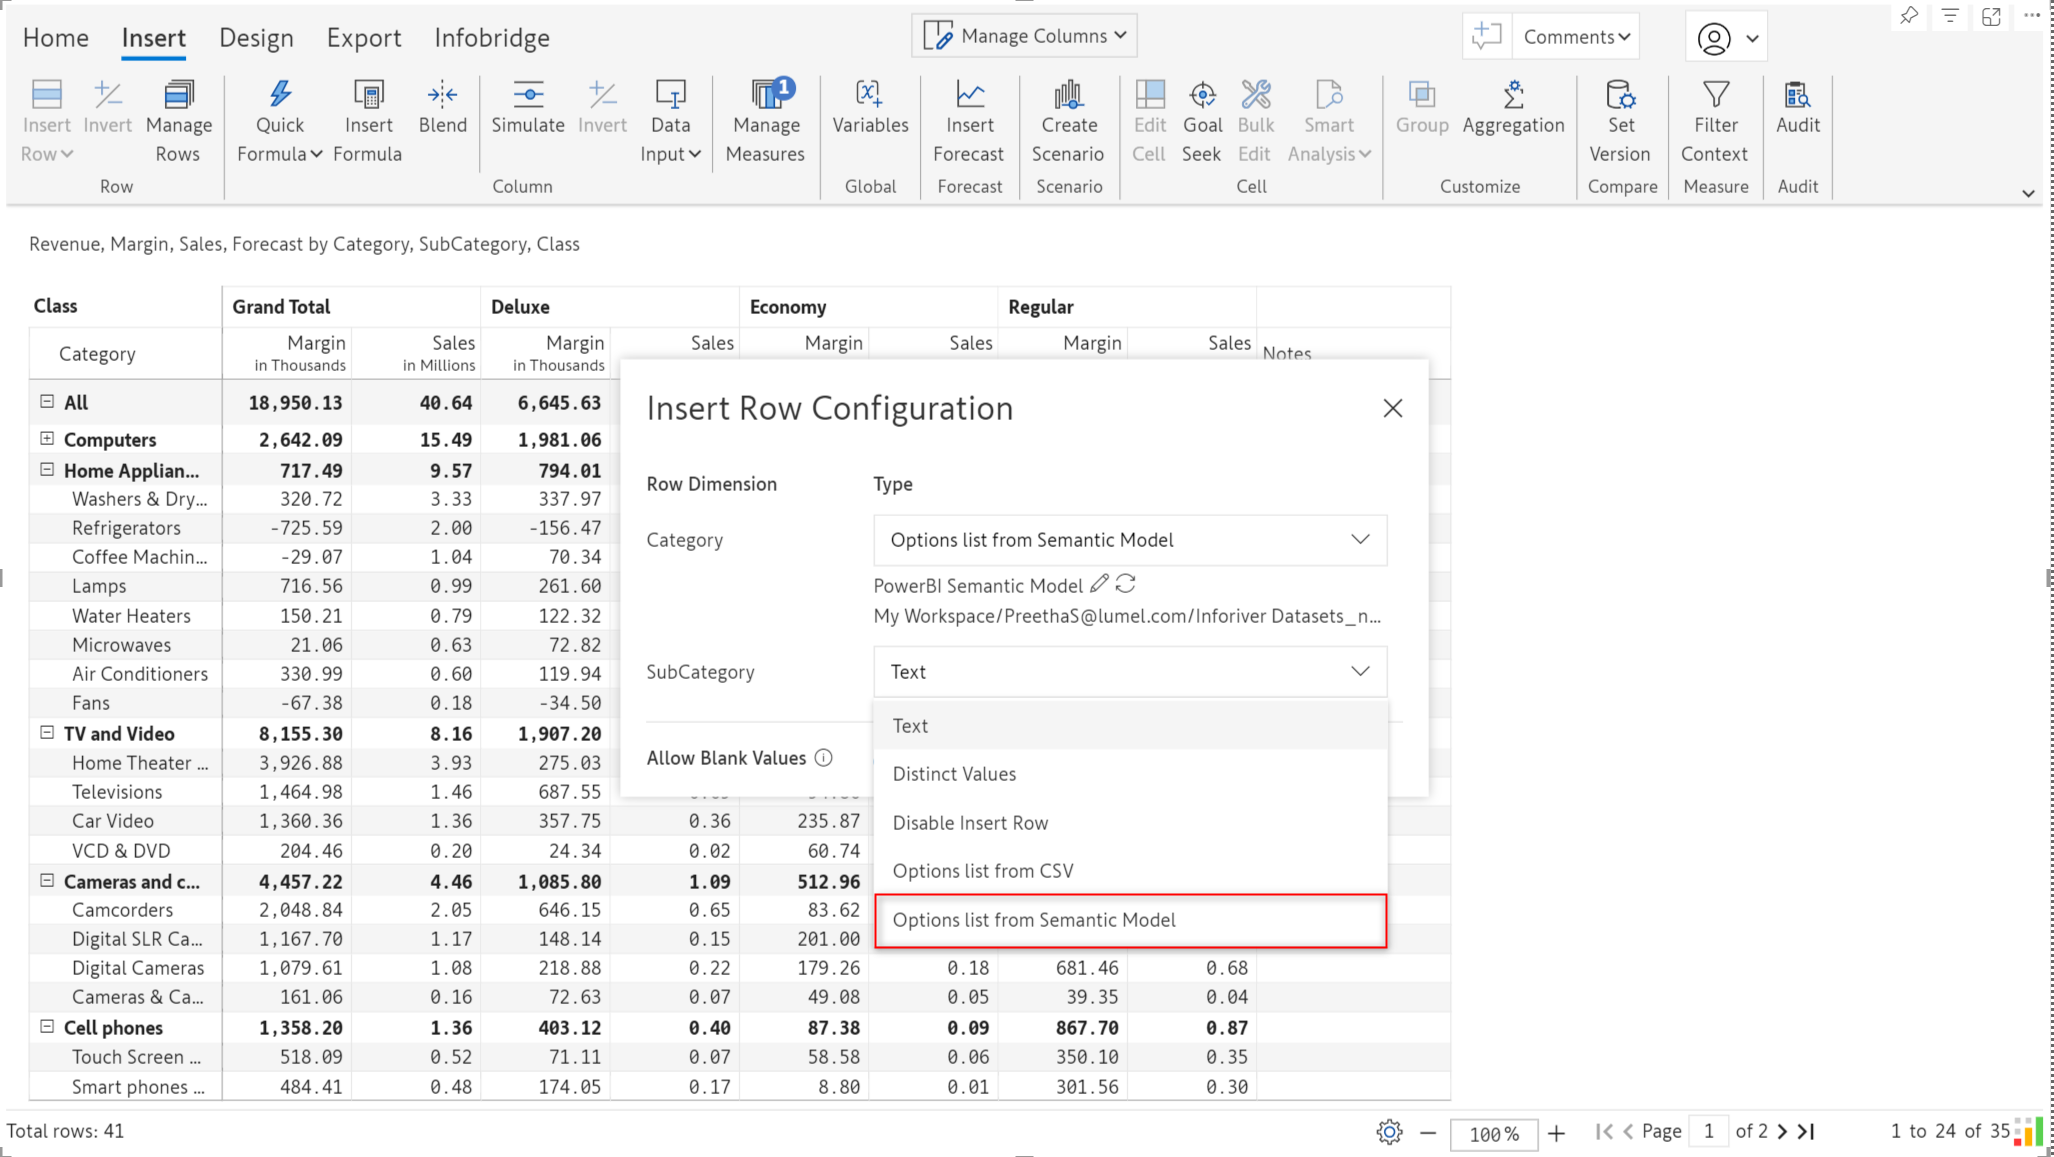 Home Insert Design Export Infobridge Manage Columns Comments
Insert Row Invert Manage Rows Quick Formula Insert Formula Blend Simulate Invert Data Input Manage Measures 1 Variables Insert Forecast Create Scenario Edit Cell Goal Seek Bulk Edit Smart Analysis Group Aggregation Set Version Filter Context Audit
Row Column Global Forecast Scenario Cell Customize Compare Measure Audit
Revenue, Margin, Sales, Forecast by Category, SubCategory, Class
Class Grand Total Deluxe Economy Regular
Category Margin in Thousands Sales in Millions Margin in Thousands Sales Margin Sales Margin Sales Notes
All 18,950.13 40.64 6,645.63
Computers 2,642.09 15.49 1,981.06
Home Applian... 717.49 9.57 794.01
Washers & Dry... 320.72 3.33 337.97
Refrigerators -725.59 2.00 -156.47
Coffee Machin... -29.07 1.04 70.34
Lamps 716.56 0.99 261.60
Water Heaters 150.21 0.79 122.32
Microwaves 21.06 0.63 72.82
Air Conditioners 330.99 0.60 119.94
Fans -67.38 0.18 -34.50
TV and Video 8,155.30 8.16 1,907.20
Home Theater ... 3,926.88 3.93 275.03
Televisions 1,464.98 1.46 687.55
Car Video 1,360.36 1.36 357.75 0.36 235.87
VCD & DVD 204.46 0.20 24.34 0.02 60.74
Cameras and c... 4,457.22 4.46 1,085.80 1.09 512.96
Camcorders 2,048.84 2.05 646.15 0.65 83.62
Digital SLR Ca... 1,167.70 1.17 148.14 0.15 201.00
Digital Cameras 1,079.61 1.08 218.88 0.22 179.26 0.18 681.46 0.68
Cameras & Ca... 161.06 0.16 72.63 0.07 49.08 0.05 39.35 0.04
Cell phones 1,358.20 1.36 403.12 0.40 87.38 0.09 867.70 0.87
Touch Screen ... 518.09 0.52 71.11 0.07 58.58 0.06 350.10 0.35
Smart phones ... 484.41 0.48 174.05 0.17 8.80 0.01 301.56 0.30
Insert Row Configuration
Row Dimension Type
Category Options list from Semantic Model
PowerBI Semantic Model
My Workspace/PreethaS@lumel.com/Inforiver Datasets_n...
SubCategory Text
Text
Allow Blank Values
Distinct Values
Disable Insert Row
Options list from CSV
Options list from Semantic Model
Total rows: 41 100% Page 1 of 2 1 to 24 of 35